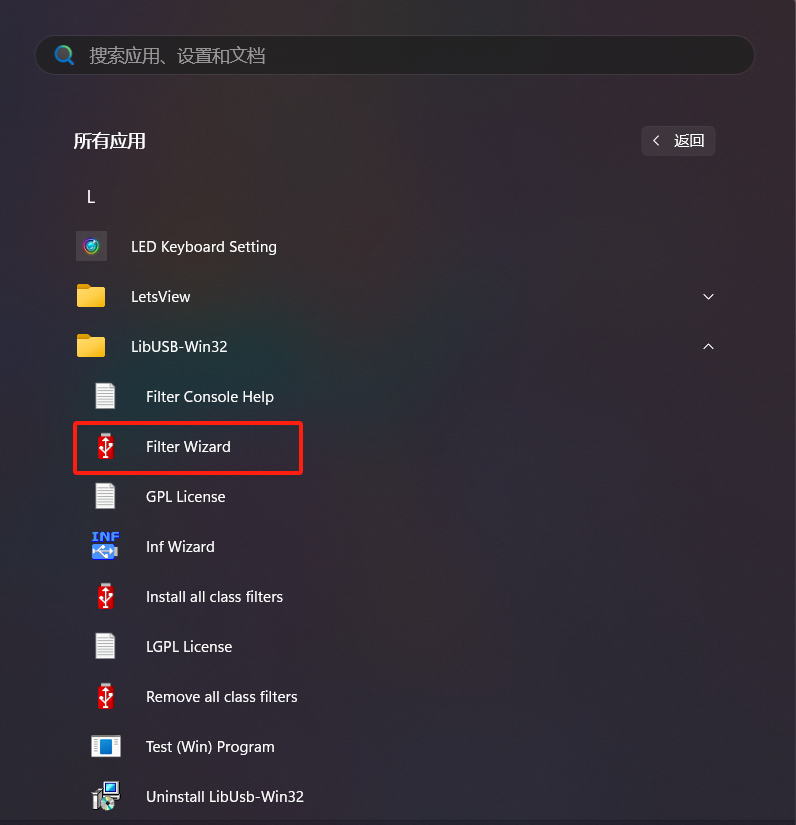 搜索应用、设置和文档
所有应用
返回
L
LED Keyboard Setting
LetsView
LibUSB-Win32
Filter Console Help
Filter Wizard
GPL License
INF
Inf Wizard
Install all class filters
LGPL License
Remove all class filters
Test (Win) Program
Uninstall LibUsb-Win32